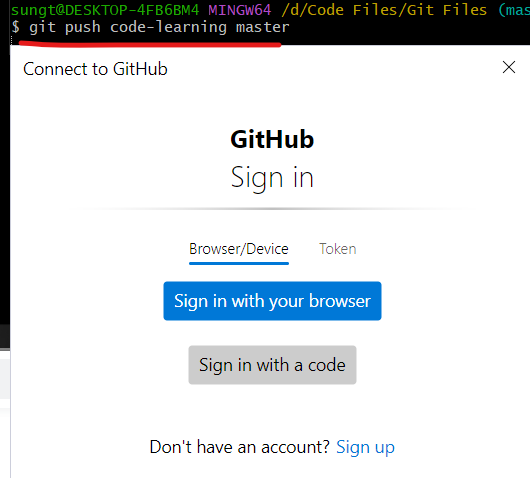 sungt@DESKTOP-4FB6BM4 MINGW64 /d/Code Files/Git Files (mas
$ git push code-learning master
Connect to GitHub
GitHub
Sign in
Browser/Device Token
Sign in with your browser
Sign in with a code
Don't have an account? Sign up